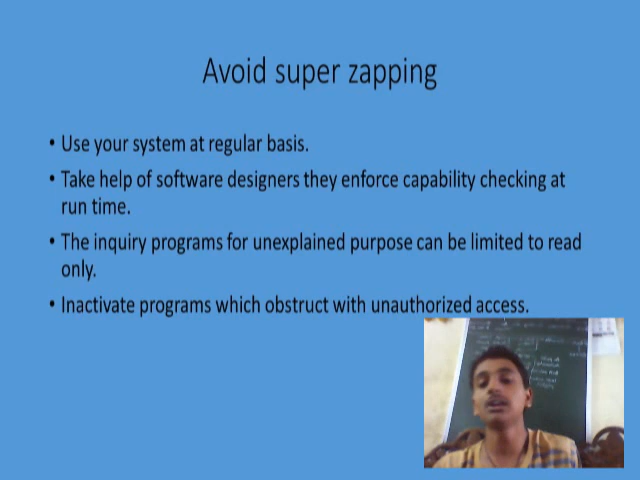 Avoid super zapping
• Use your system at regular basis.
• Take help of software designers they enforce capability checking at
run time.
• The inquiry programs for unexplained purpose can be limited to read
only.
• Inactivate programs which obstruct with unauthorized access.